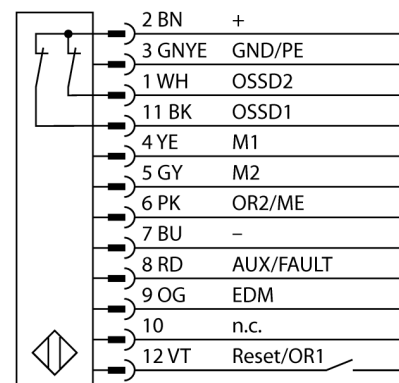 2 BN +
3 GNYE GND/PE
1 WH OSSD2
11 BK OSSD1
4 YE M1
5 GY M2
6 PK OR2/ME
7 BU –
8 RD AUX/FAULT
9 OG EDM
10 n.c.
12 VT Reset/OR1